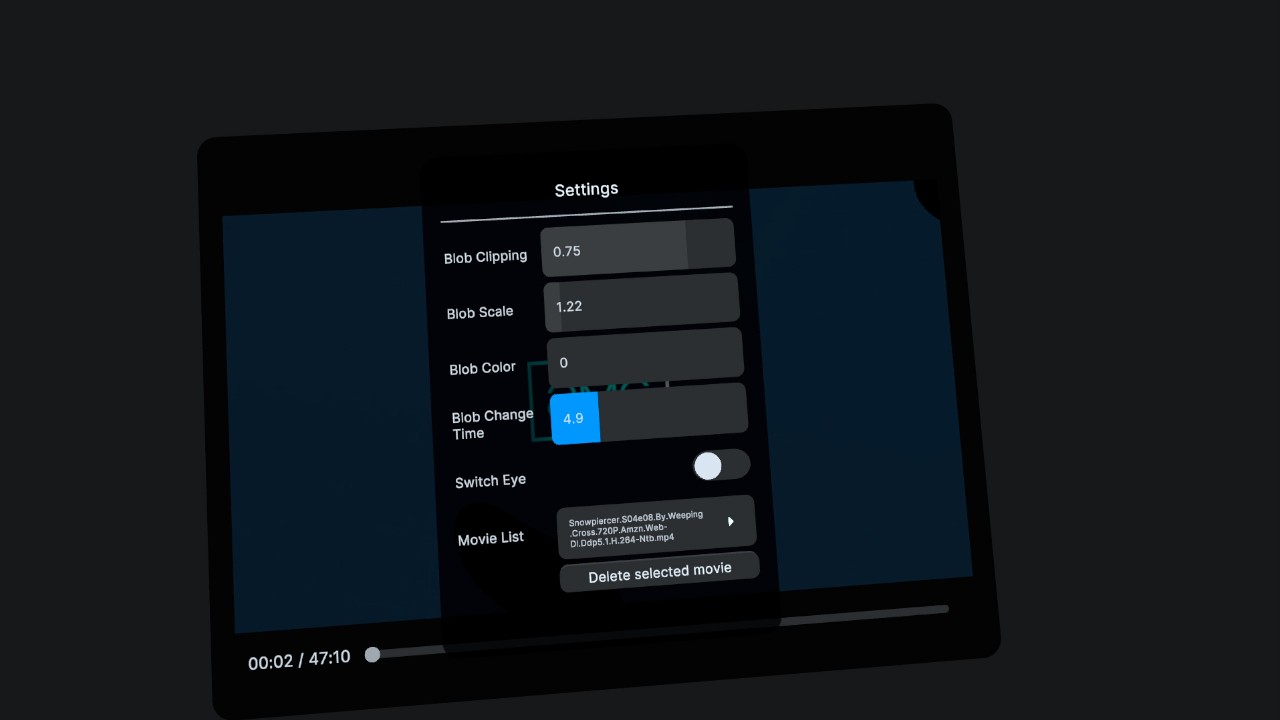 Settings
Blob Clipping
0.75
Blob Scale
1.22
Blob Color
0
Blob Change
Time
4.9
Switch Eye
Movie List
Snowpiercer.S04e08.By.Weeping
.Cross.720P.Amzn.Web-
Dl.Ddp5.1.H.264-Ntb.mp4
Delete selected movie
00:02 / 47:10